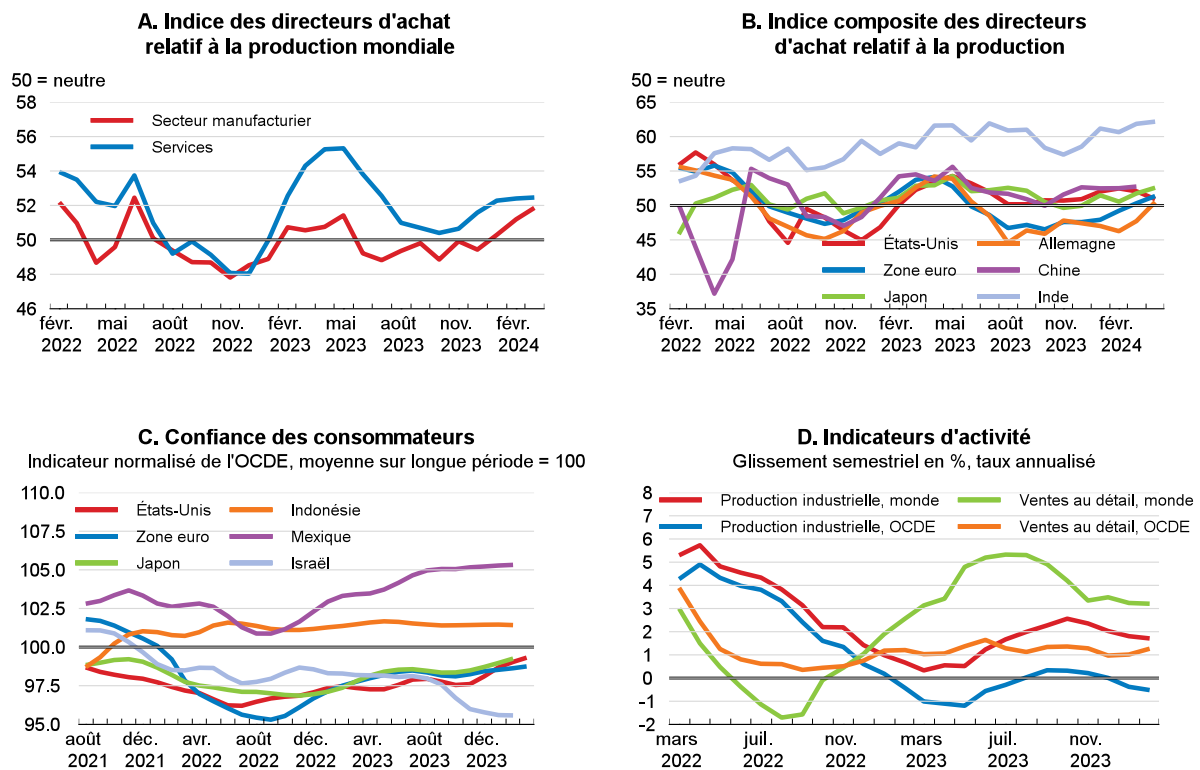 A. Indice des directeurs d'achat
relatif à la production mondiale
50 = neutre
58
56
54
52
50
48
46
Secteur manufacturier
Services
févr.
2022
mai
2022
août
2022
nov.
2022
févr.
2023
mai
2023
août
2023
nov.
2023
févr.
2024
B. Indice composite des directeurs
d'achat relatif à la production
50 = neutre
65
60
55
50
45
40
35
États-Unis
Zone euro
Japon
Allemagne
Chine
Inde
févr.
2022
mai
2022
août
2022
nov.
2022
févr.
2023
mai
2023
août
2023
nov.
2023
févr.
2024
C. Confiance des consommateurs
Indicateur normalisé de l'OCDE, moyenne sur longue période = 100
110.0
107.5
105.0
102.5
100.0
97.5
95.0
États-Unis
Zone euro
Japon
Indonésie
Mexique
Israël
août
2021
déc.
2021
avr.
2022
août
2022
déc.
2022
avr.
2023
août
2023
déc.
2023
D. Indicateurs d'activité
Glissement semestriel en %, taux annualisé
8
7
6
5
4
3
2
1
0
-1
-2
Production industrielle, monde
Production industrielle, OCDE
Ventes au détail, monde
Ventes au détail, OCDE
mars
2022
juil.
2022
nov.
2022
mars
2023
juil.
2023
nov.
2023